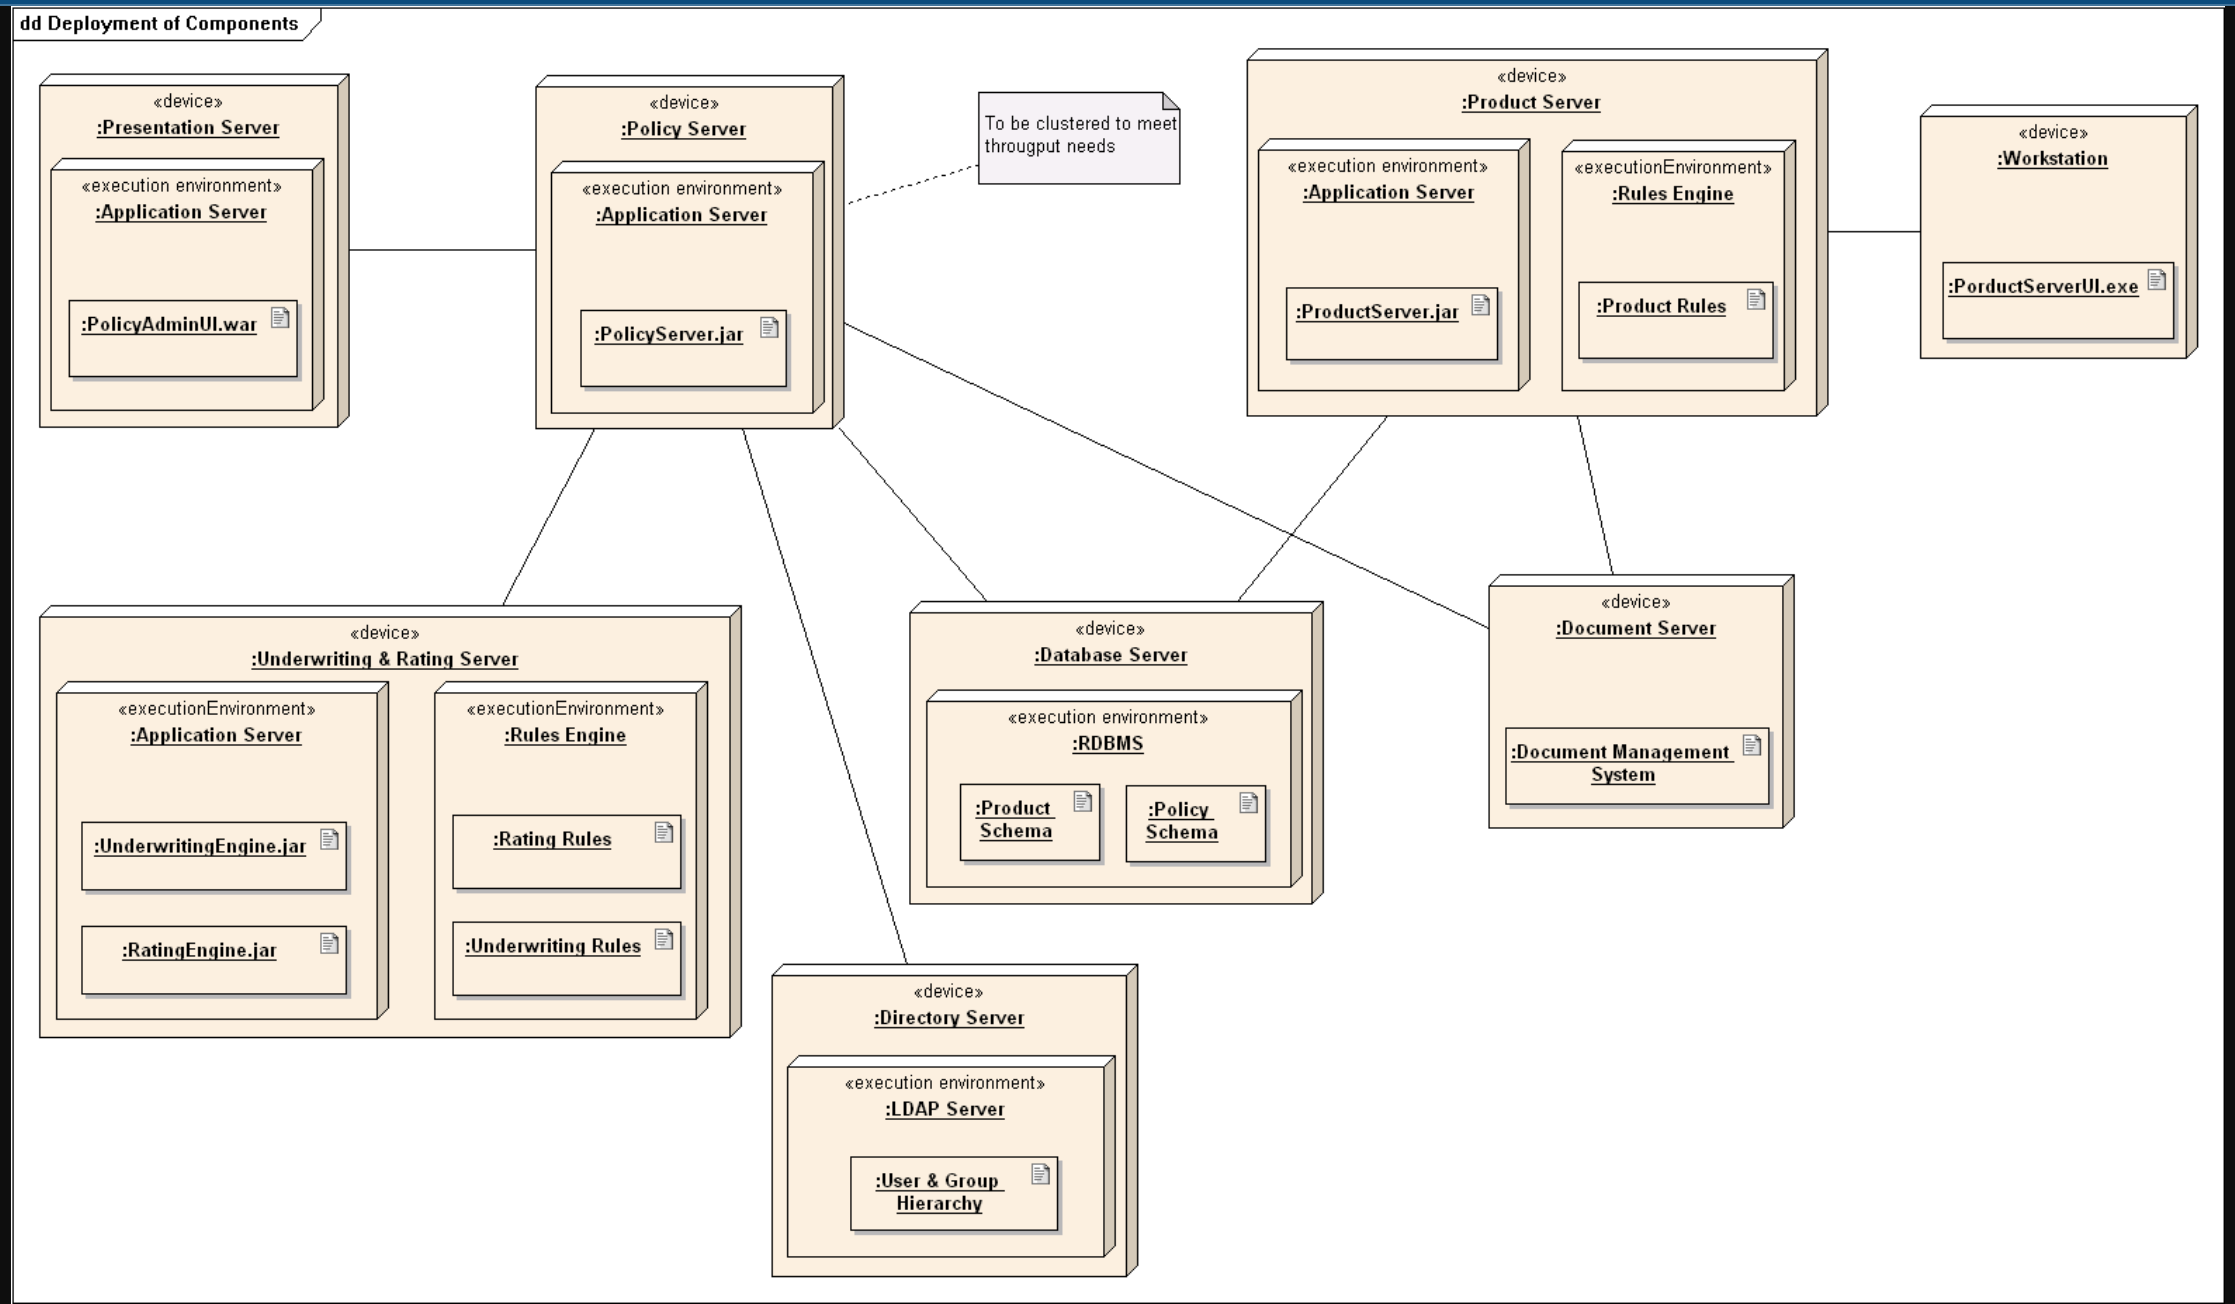 dd Deployment of Components
«device»
:Presentation Server
«execution environment»
:Application Server
:PolicyAdminUI.war
«device»
:Policy Server
«execution environment»
:Application Server
:PolicyServer.jar
To be clustered to meet
througput needs
«device»
:Product Server
«execution environment»
:Application Server
:ProductServer.jar
«executionEnvironment»
:Rules Engine
:Product Rules
«device»
:Workstation
:PorductServerUI.exe
«device»
:Underwriting & Rating Server
«executionEnvironment»
:Application Server
:UnderwritingEngine.jar
:RatingEngine.jar
«executionEnvironment»
:Rules Engine
:Rating Rules
:Underwriting Rules
«device»
:Database Server
«execution environment»
:RDBMS
:Product
Schema
:Policy
Schema
«device»
:Document Server
:Document Management
System
«device»
:Directory Server
«execution environment»
:LDAP Server
:User & Group
Hierarchy